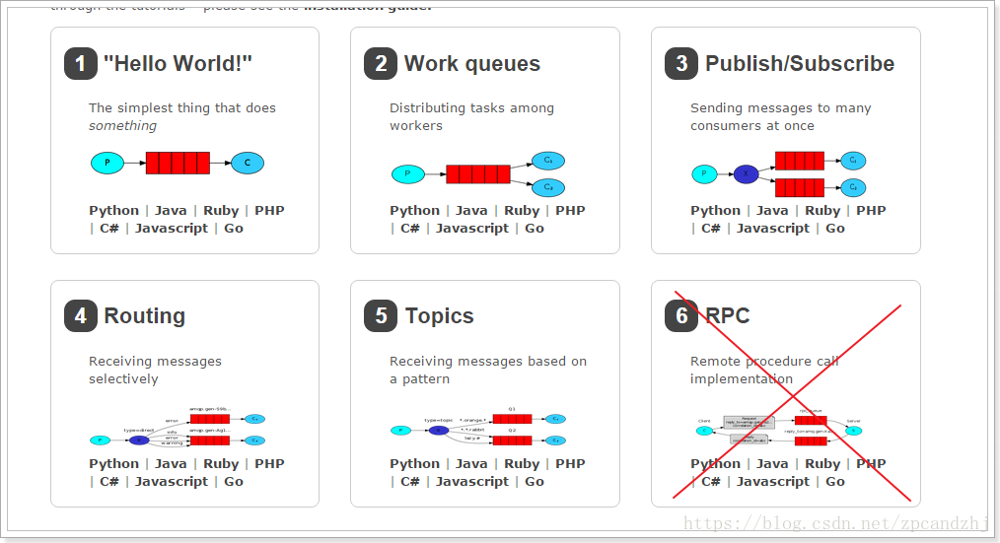 through the tutorials please see the installation guide.
1 "Hello World!"
The simplest thing that does
something
P C
Python | Java | Ruby | PHP
| C# | Javascript | Go
2 Work queues
Distributing tasks among
workers
P C₁
C₂
Python | Java | Ruby | PHP
| C# | Javascript | Go
3 Publish/Subscribe
Sending messages to many
consumers at once
P X C₁
C₂
Python | Java | Ruby | PHP
| C# | Javascript | Go
4 Routing
Receiving messages
selectively
amqp.gen-S9b...
type=direct error C₁
P X info amqp.gen-Ag1...
error C₂
warning
Python | Java | Ruby | PHP
| C# | Javascript | Go
5 Topics
Receiving messages based on
a pattern
Q1
type=topic *.orange.* C₁
P X *.*.rabbit Q2
lazy.# C₂
Python | Java | Ruby | PHP
| C# | Javascript | Go
6 RPC
Remote procedure call
implementation
rpc_queue
Client Request Server
C S
Reply
Python | Java | Ruby | PHP
| C# | Javascript | Go
https://blog.csdn.net/zpcandzhj